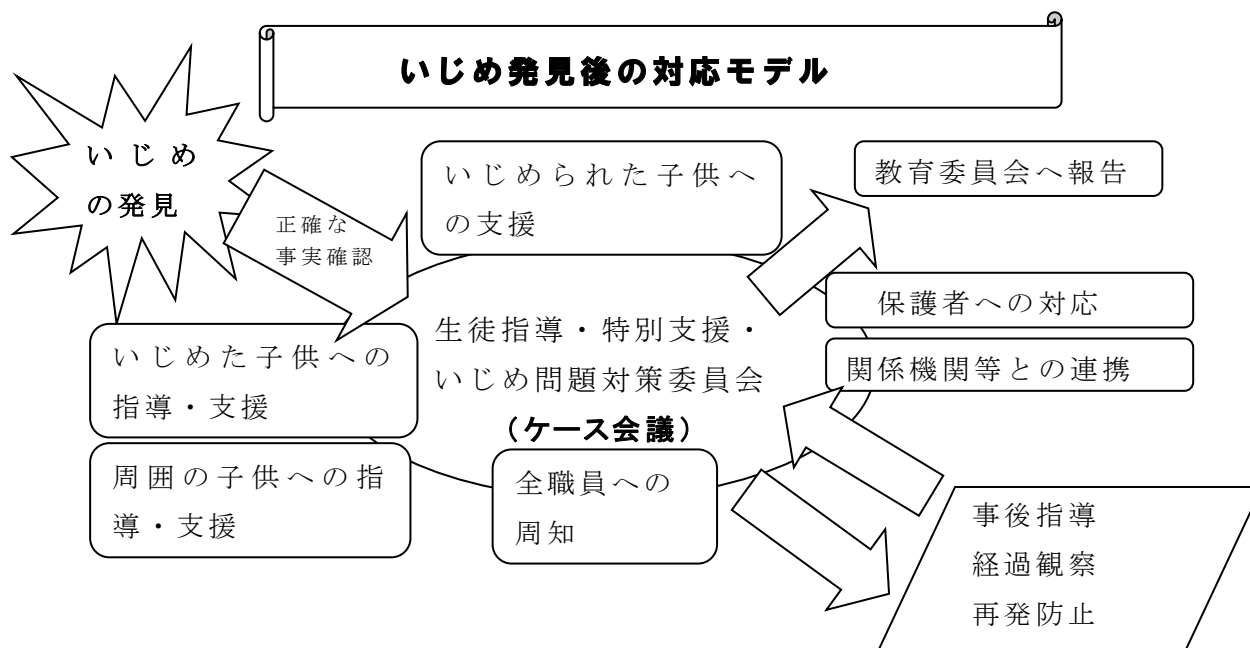 いじめ発見後の対応モデル
いじめ
の発見
正確な
事実確認
いじめられた子供へ
の支援
教育委員会へ報告
保護者への対応
関係機関等との連携
生徒指導・特別支援・
いじめ問題対策委員会
（ケース会議）
いじめた子供への
指導・支援
周囲の子供への指
導・支援
全職員への
周知
事後指導
経過観察
再発防止